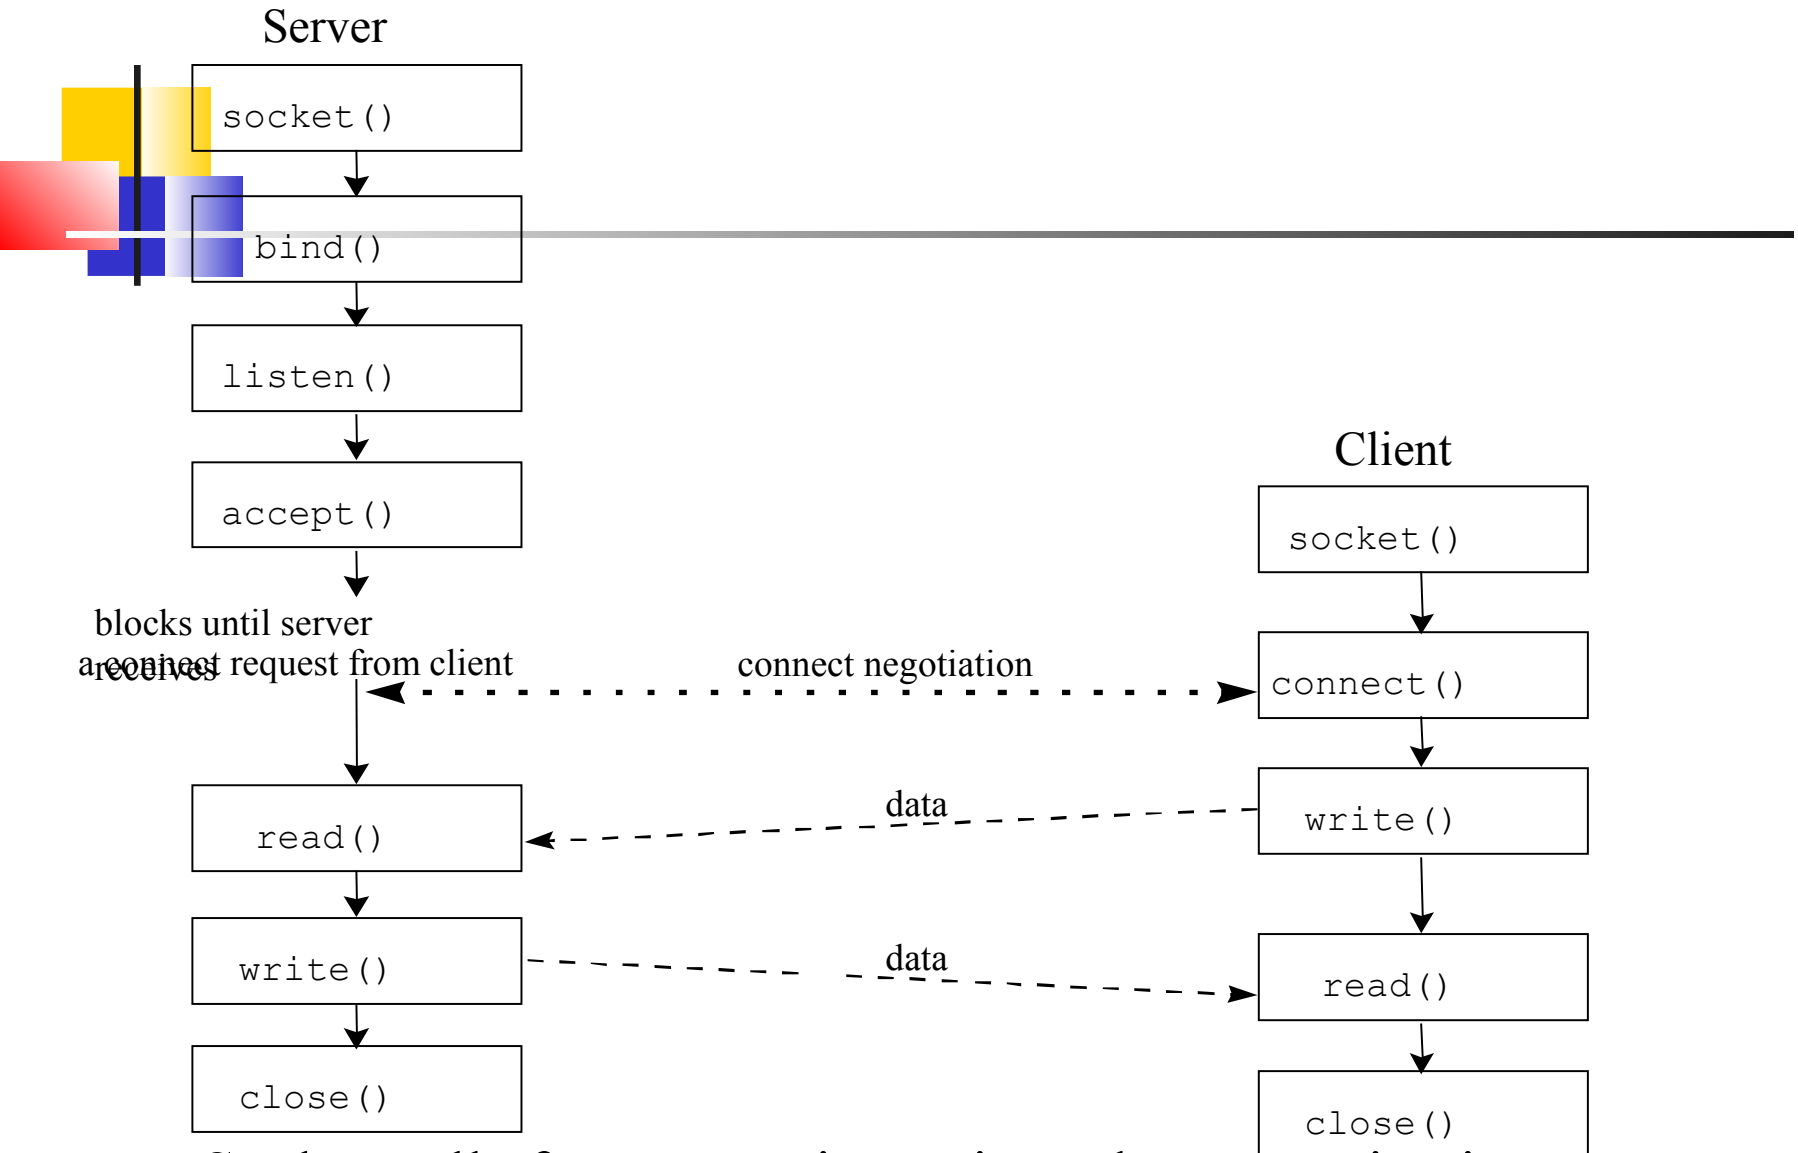 Server
socket()
bind()
listen()
accept()
blocks until server
receives
a connect request from client
read()
write()
close()
connect negotiation
data
data
Client
socket()
connect()
write()
read()
close()